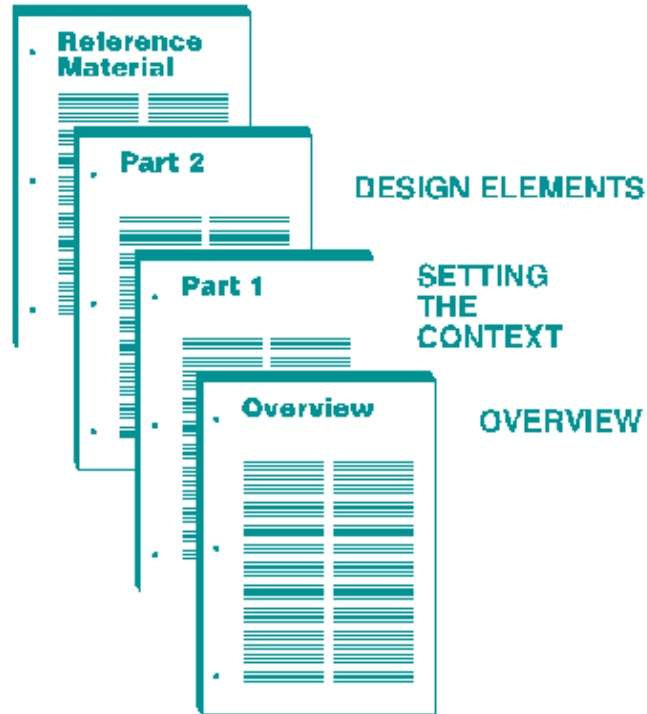 Reference
Material
Part 2
DESIGN ELEMENTS
Part 1
SETTING
THE
CONTEXT
Overview
OVERVIEW